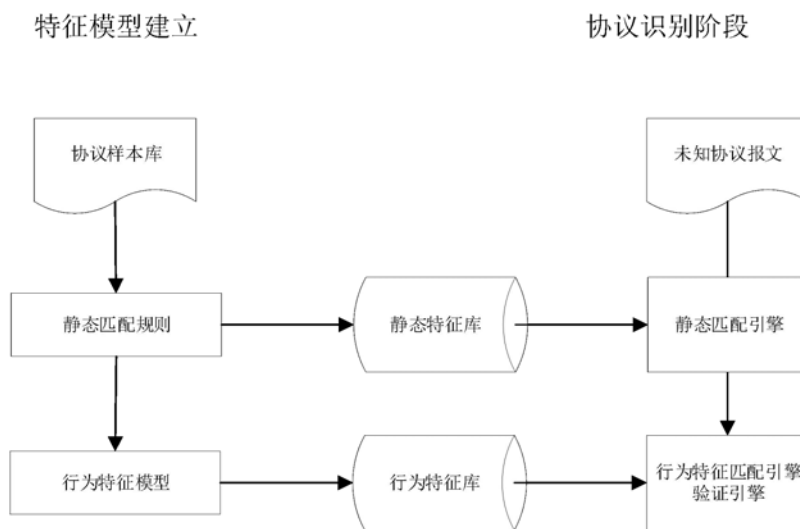 特征模型建立
协议识别阶段
协议样本库
未知协议报文
静态匹配规则
静态特征库
静态匹配引擎
行为特征模型
行为特征库
行为特征匹配引擎
验证引擎